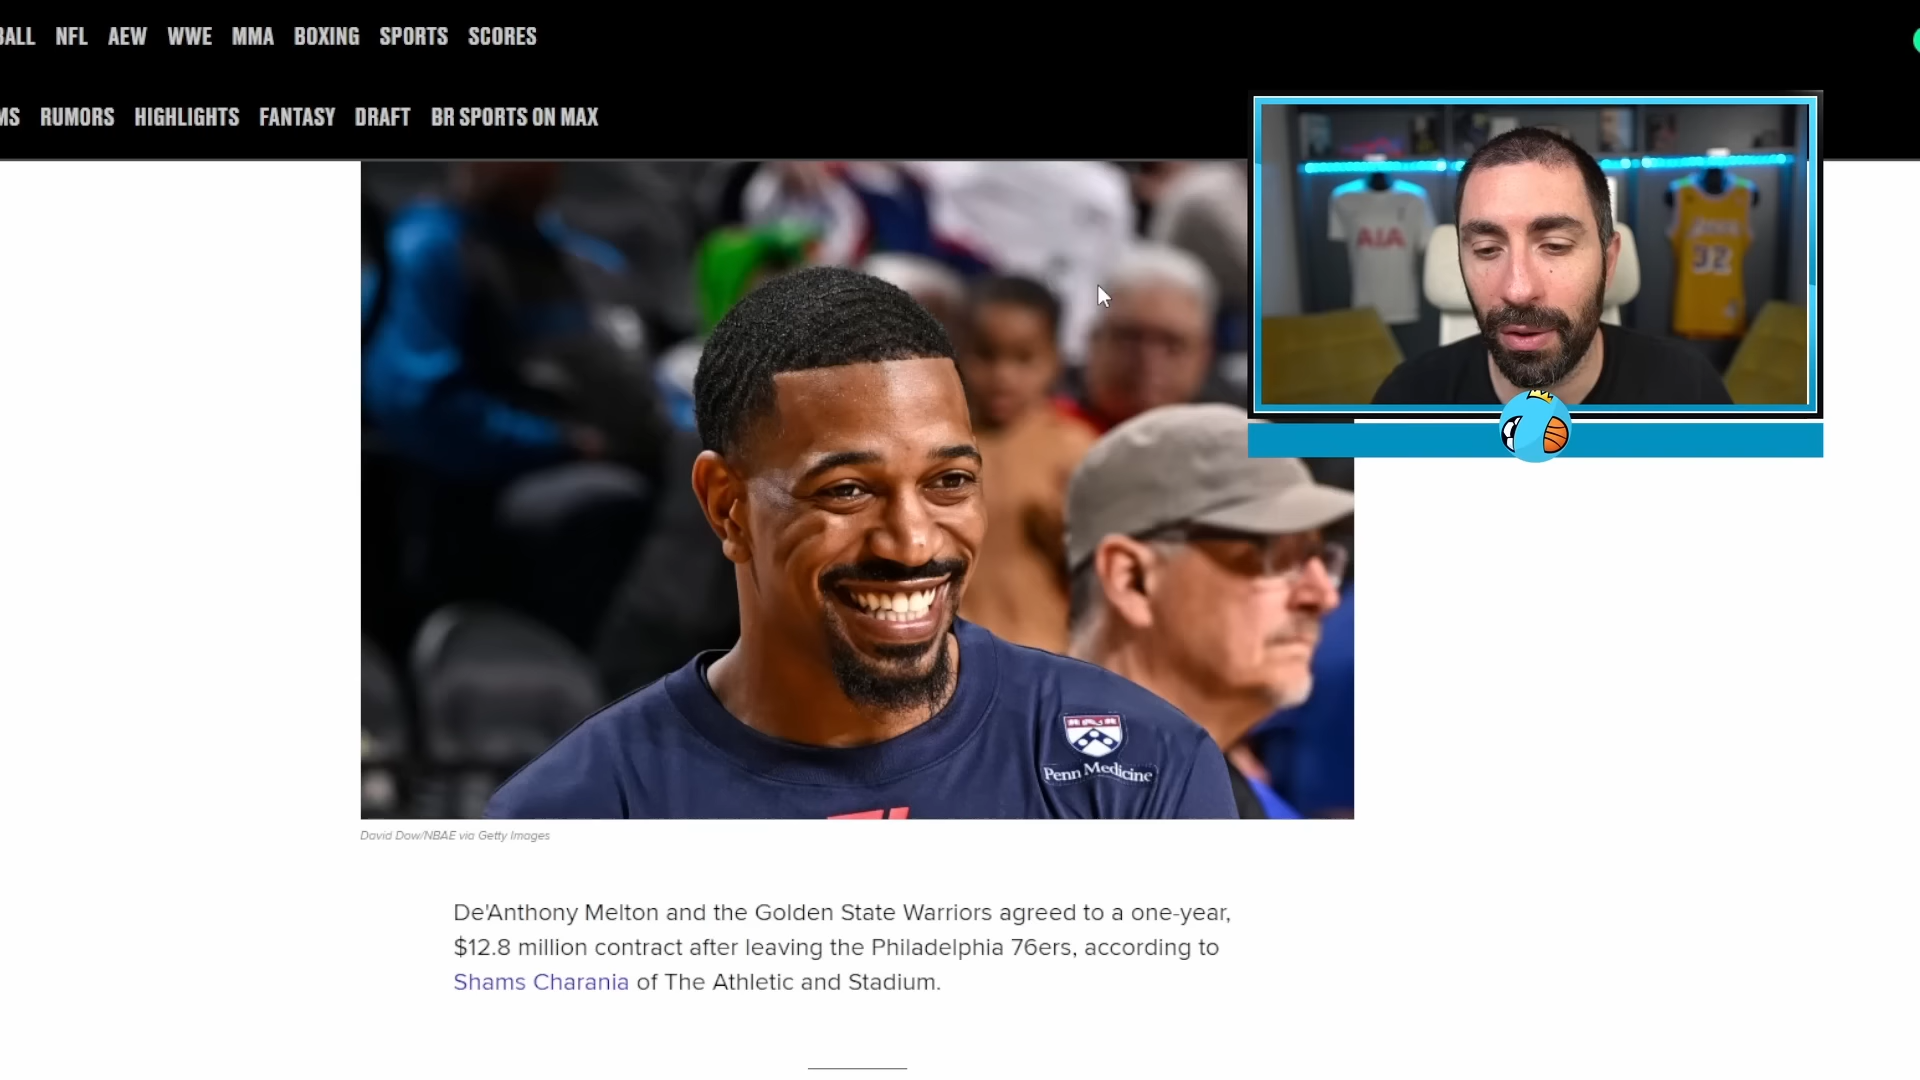 BALL NFL AEW WWE MMA BOXING SPORTS SCORES
MS RUMORS HIGHLIGHTS FANTASY DRAFT BR SPORTS ON MAX
AIA
32
Penn Medicine
David Dow/NBAE via Getty Images
De'Anthony Melton and the Golden State Warriors agreed to a one-year,
$12.8 million contract after leaving the Philadelphia 76ers, according to
Shams Charania of The Athletic and Stadium.